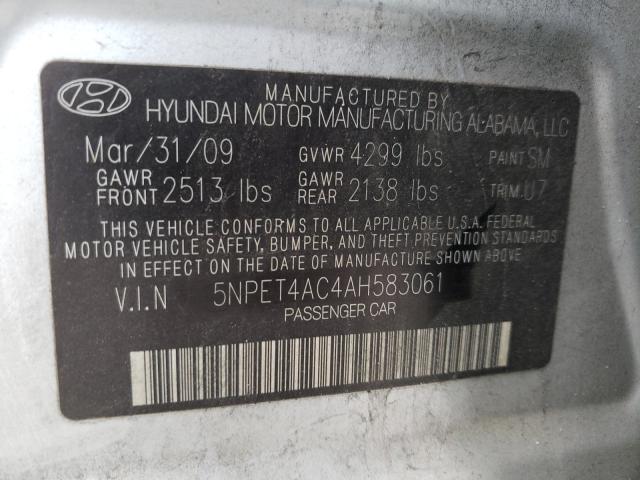 MANUFACTURED BY
HYUNDAI MOTOR MANUFACTURING ALABAMA, LLC
Mar/31/09 GVWR 4299 lbs PAINT SM
GAWR FRONT 2513 lbs GAWR REAR 2138 lbs TRIM U7
THIS VEHICLE CONFORMS TO ALL APPLICABLE U.S.A. FEDERAL
MOTOR VEHICLE SAFETY, BUMPER, AND THEFT PREVENTION STANDARDS
IN EFFECT ON THE DATE OF MANUFACTURE SHOWN ABOVE.
V.I.N 5NPET4AC4AH583061
PASSENGER CAR